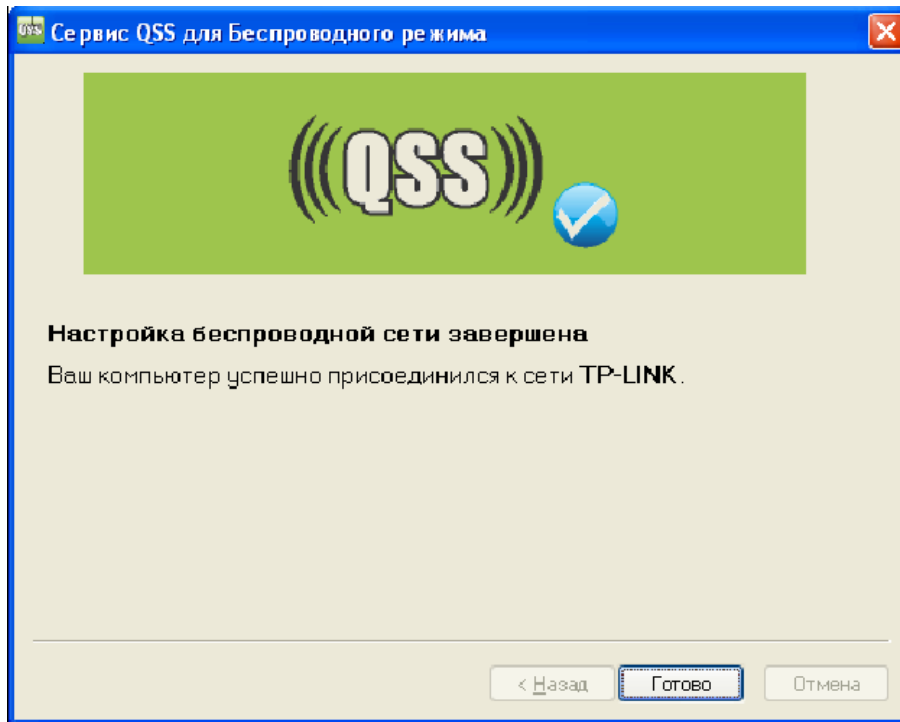 Сервис QSS для Беспроводного режима
(((QSS)))
Настройка беспроводной сети завершена
Ваш компьютер успешно присоединился к сети TP-LINK.
< Назад
Готово
Отмена